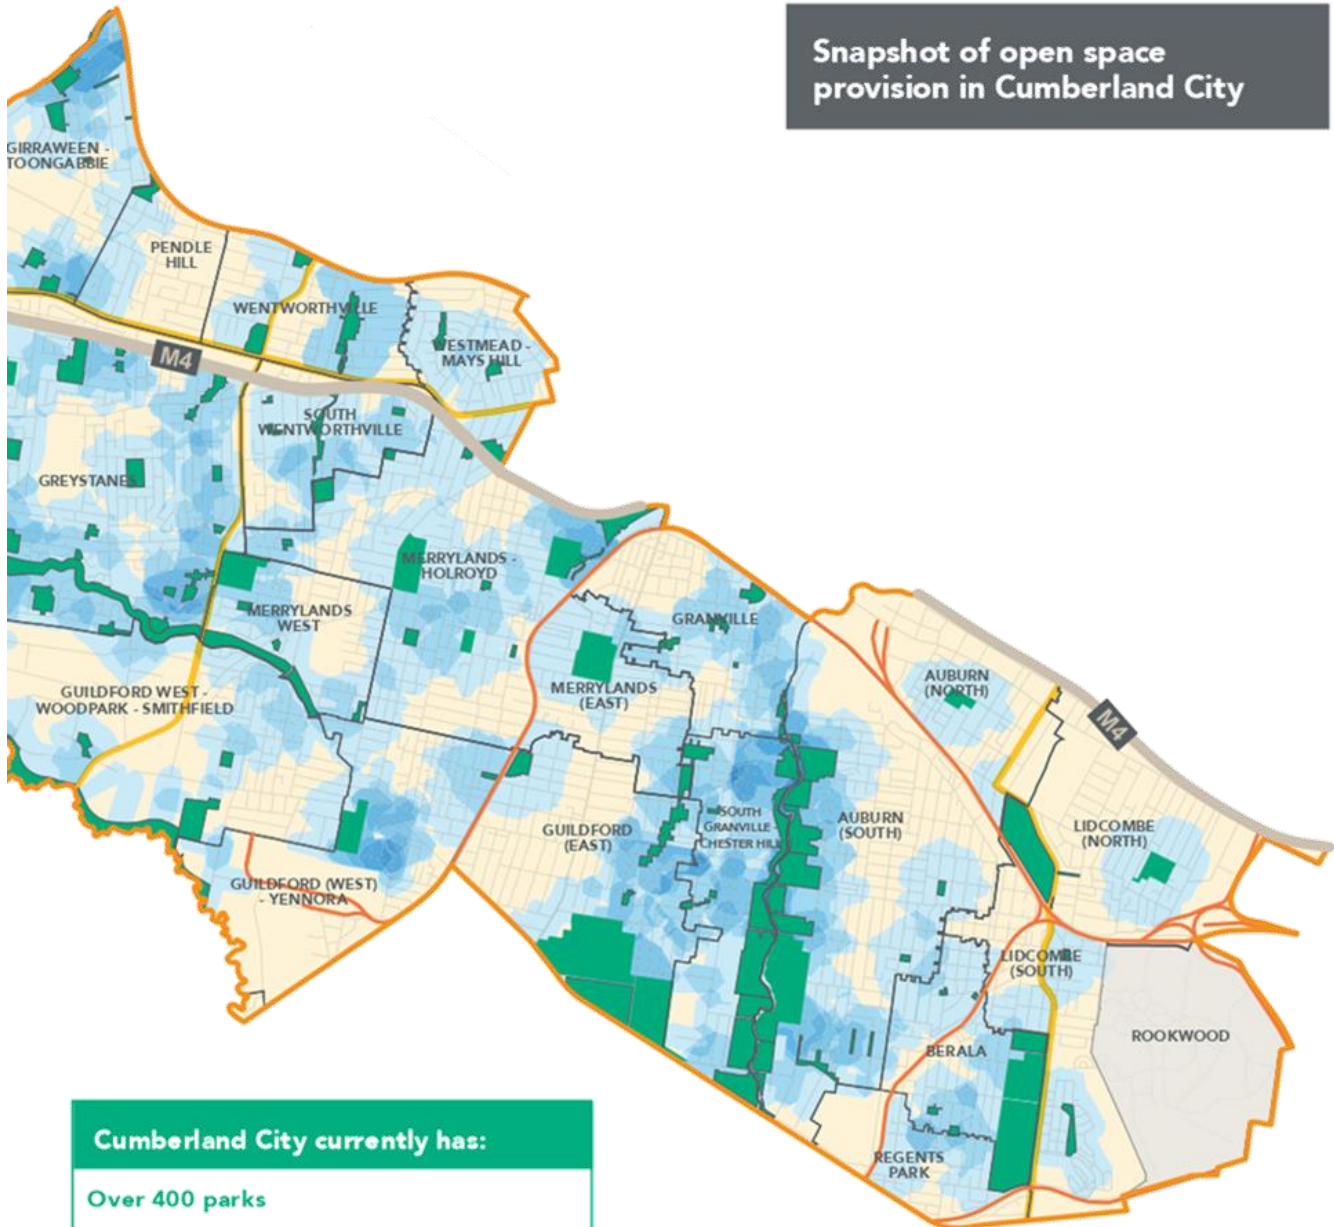 Snapshot of open space
provision in Cumberland City
GIRRAWEEN -
TOONGABBIE
PENDLE
HILL
WENTWORTHVILLE
WESTMEAD -
MAYS HILL
M4
SOUTH
WENTWORTHVILLE
GREYSTANES
MERRYLANDS -
HOLROYD
MERRYLANDS
WEST
GRANVILLE
MERRYLANDS
(EAST)
AUBURN
(NORTH)
GUILDFORD WEST -
WOODPARK - SMITHFIELD
M4
SOUTH
GRANVILLE -
CHESTER HILL
AUBURN
(SOUTH)
LIDCOMBE
(NORTH)
GUILDFORD
(EAST)
GUILDFORD (WEST)
- YENNORA
LIDCOMBE
(SOUTH)
ROOKWOOD
BERALA
REGENTS
PARK
Cumberland City currently has:
Over 400 parks